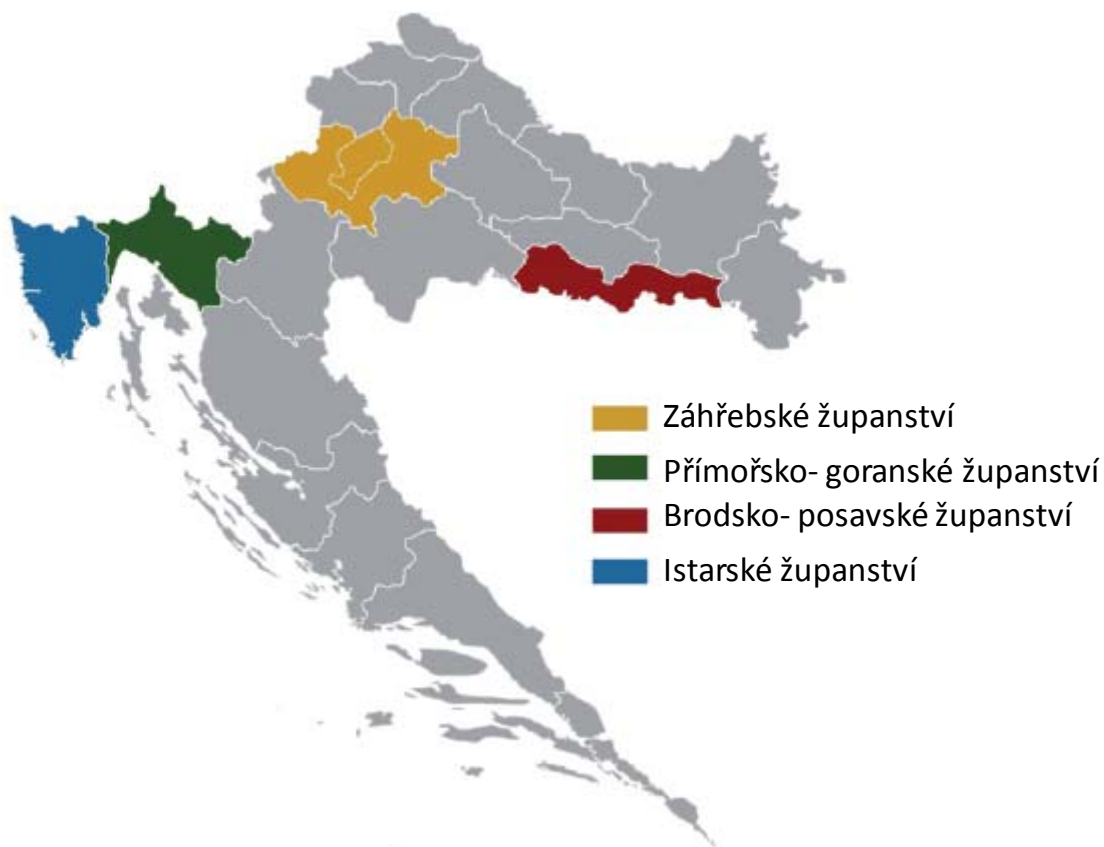 Záhřebské županství
Přímořsko- goranské županství
Brodsko- posavské županství
Istarské županství